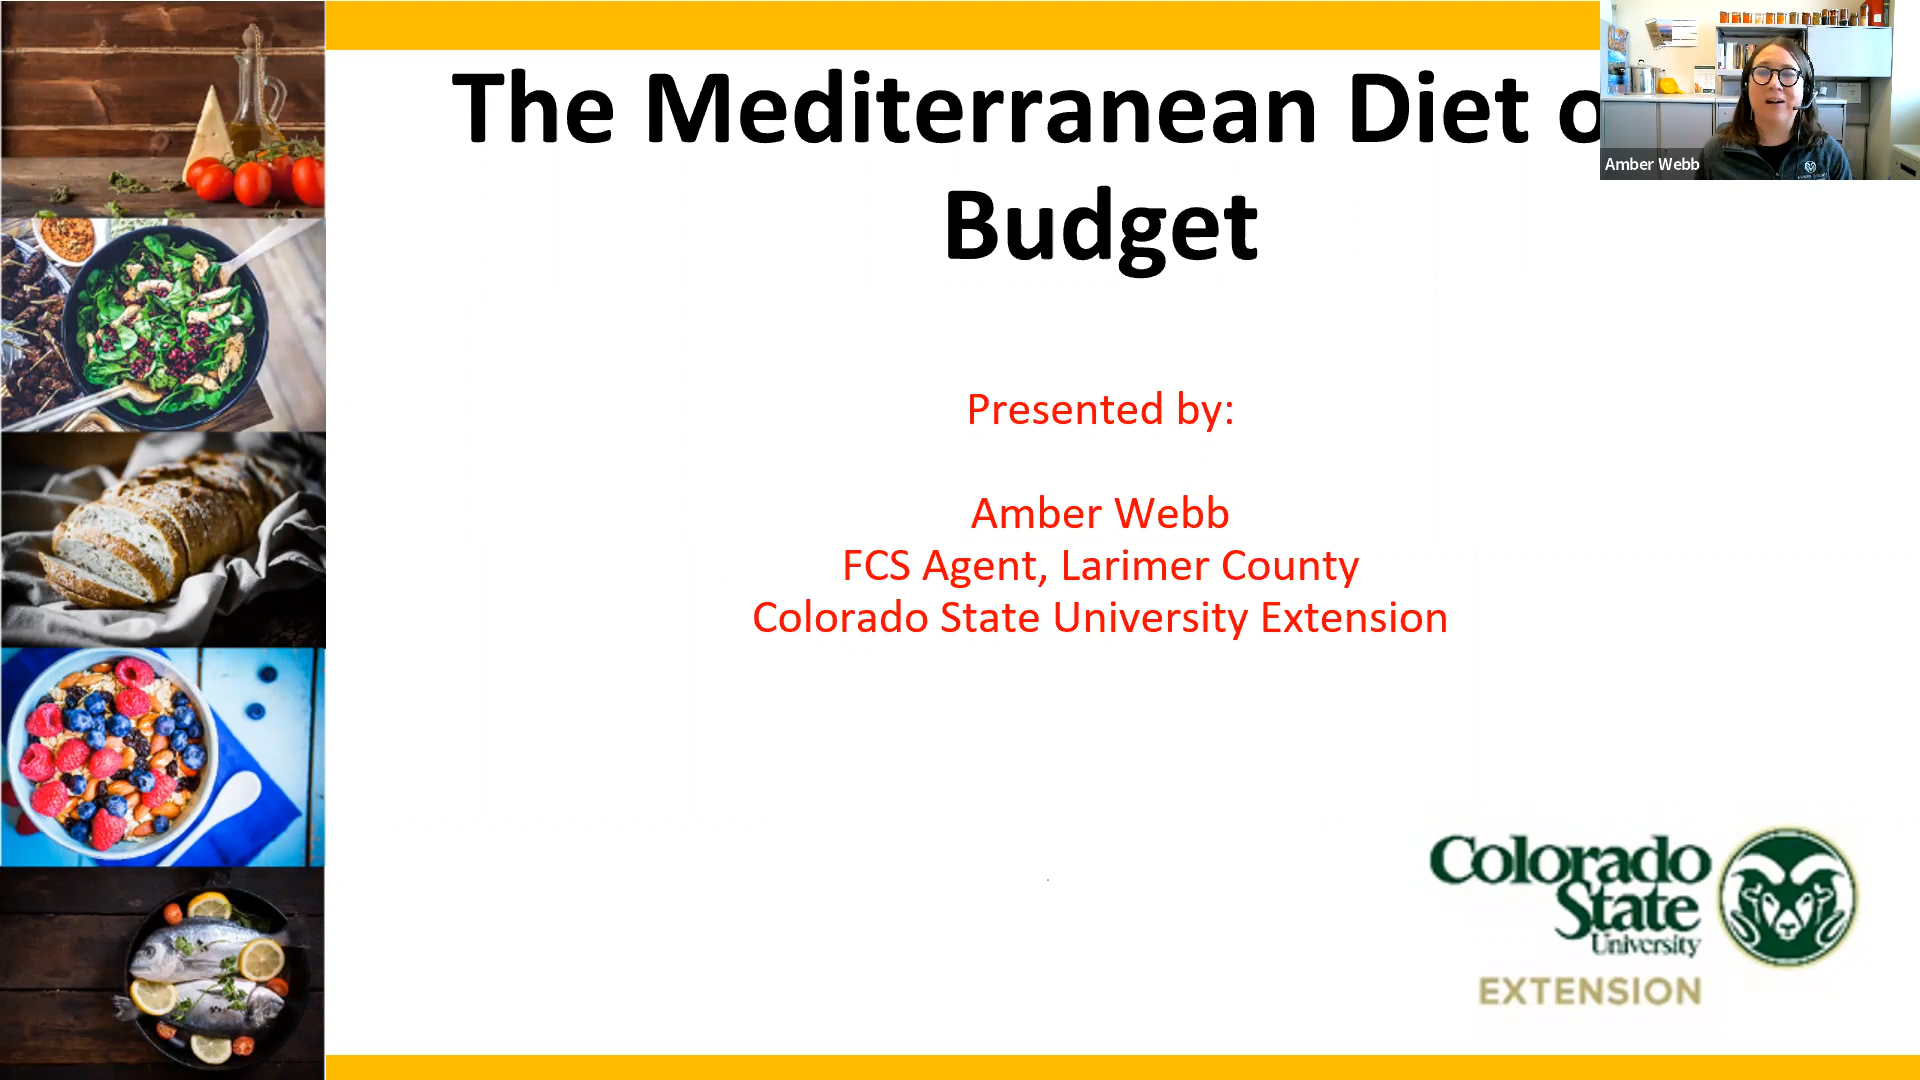 The Mediterranean Diet o
Budget
Amber Webb
Presented by:
Amber Webb
FCS Agent, Larimer County
Colorado State University Extension
Colorado
State
University
EXTENSION